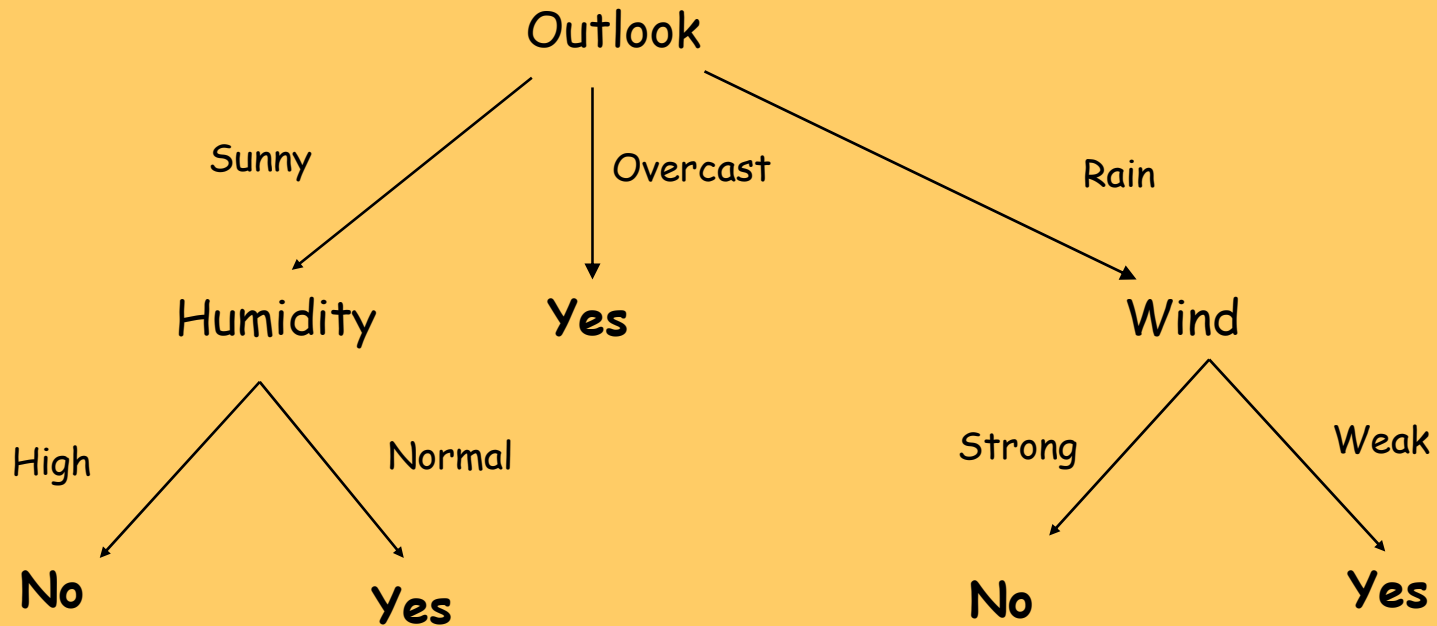 Outlook
Sunny
Overcast
Rain
Humidity
Yes
Wind
High
Normal
Strong
Weak
No
Yes
No
Yes